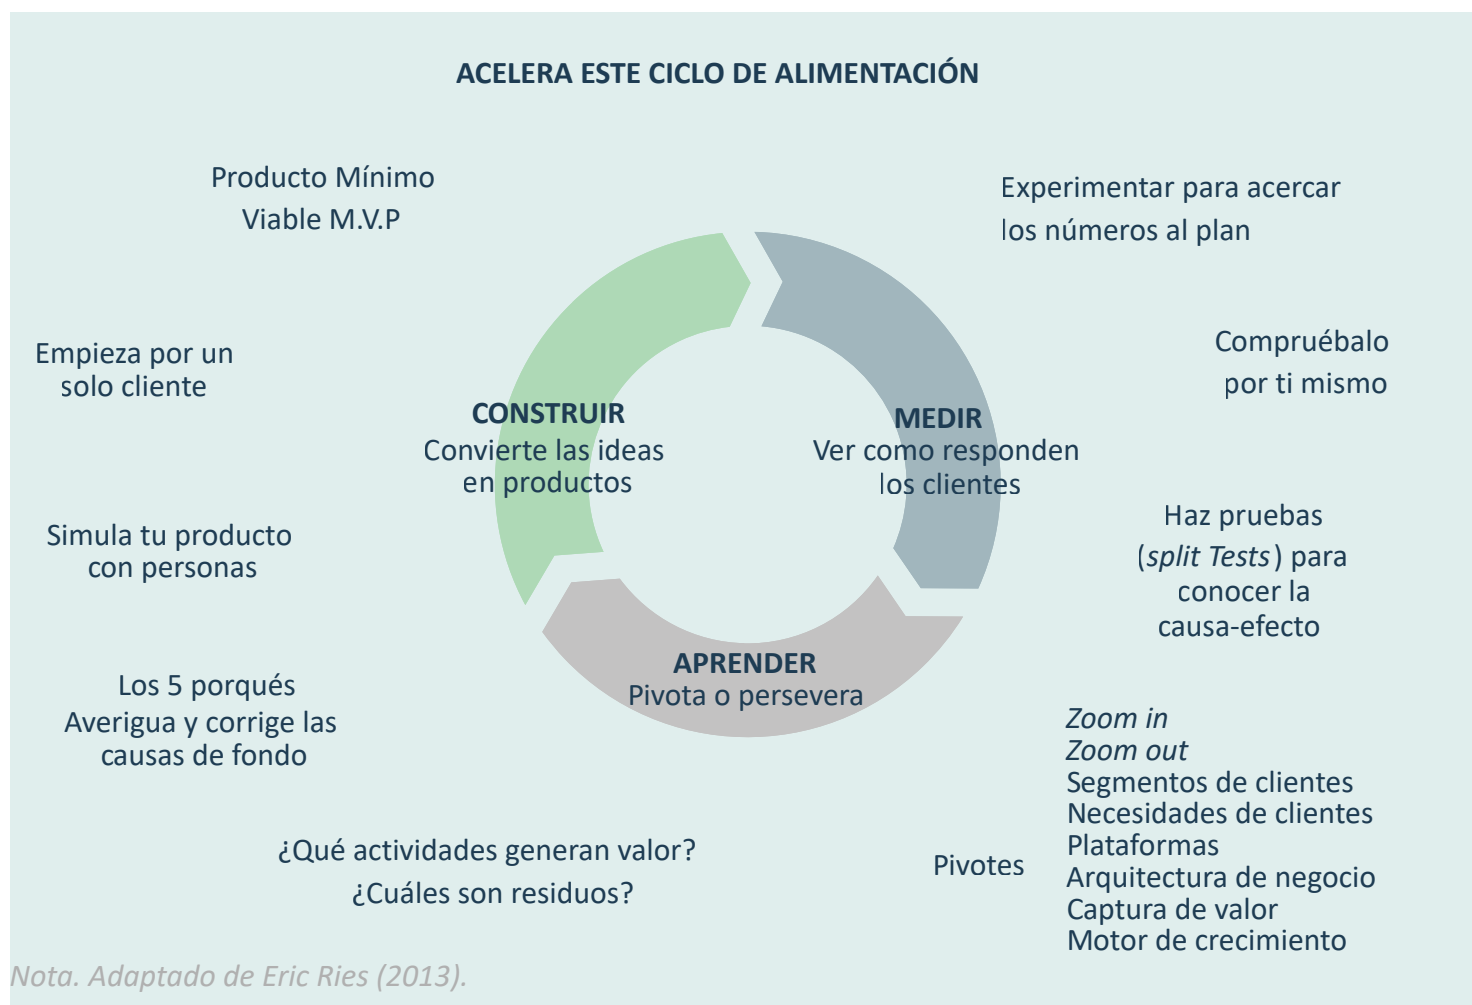 ACELERA ESTE CICLO DE ALIMENTACIÓN
Producto Mínimo
Viable M.V.P
Experimentar para acercar
los números al plan
Empieza por un
solo cliente
Compruébalo
por ti mismo
CONSTRUIR
Convierte las ideas
en productos
MEDIR
Ver como responden
los clientes
Simula tu producto
con personas
Haz pruebas
(split Tests) para
conocer la
causa-efecto
APRENDER
Pivota o persevera
Los 5 porqués
Averigua y corrige las
causas de fondo
¿Qué actividades generan valor?
¿Cuáles son residuos?
Pivotes
Zoom in
Zoom out
Segmentos de clientes
Necesidades de clientes
Plataformas
Arquitectura de negocio
Captura de valor
Motor de crecimiento
Nota. Adaptado de Eric Ries (2013).